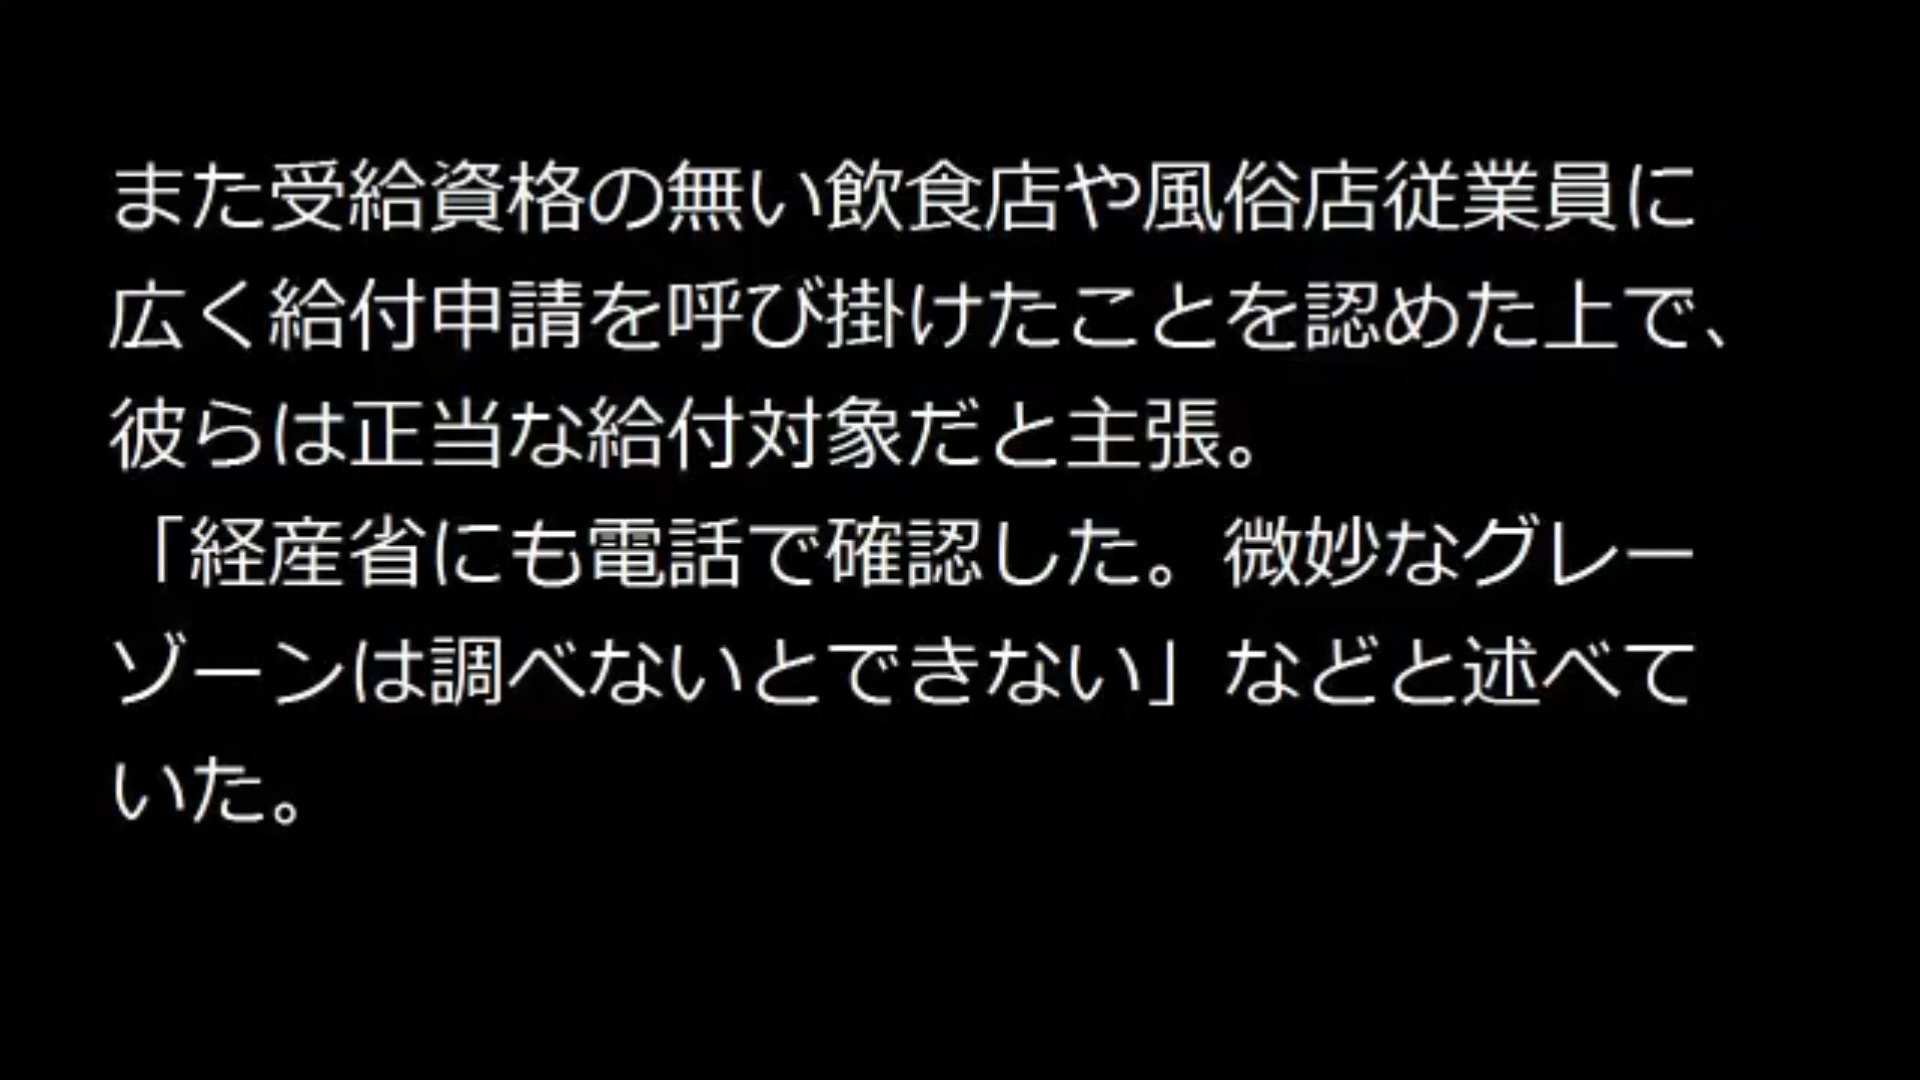 また受給資格の無い飲食店や風俗店従業員に
広く給付申請を呼び掛けたことを認めた上で、
彼らは正当な給付対象だと主張。
「経産省にも電話で確認した。微妙なグレー
ゾーンは調べないとできない」などと述べて
いた。